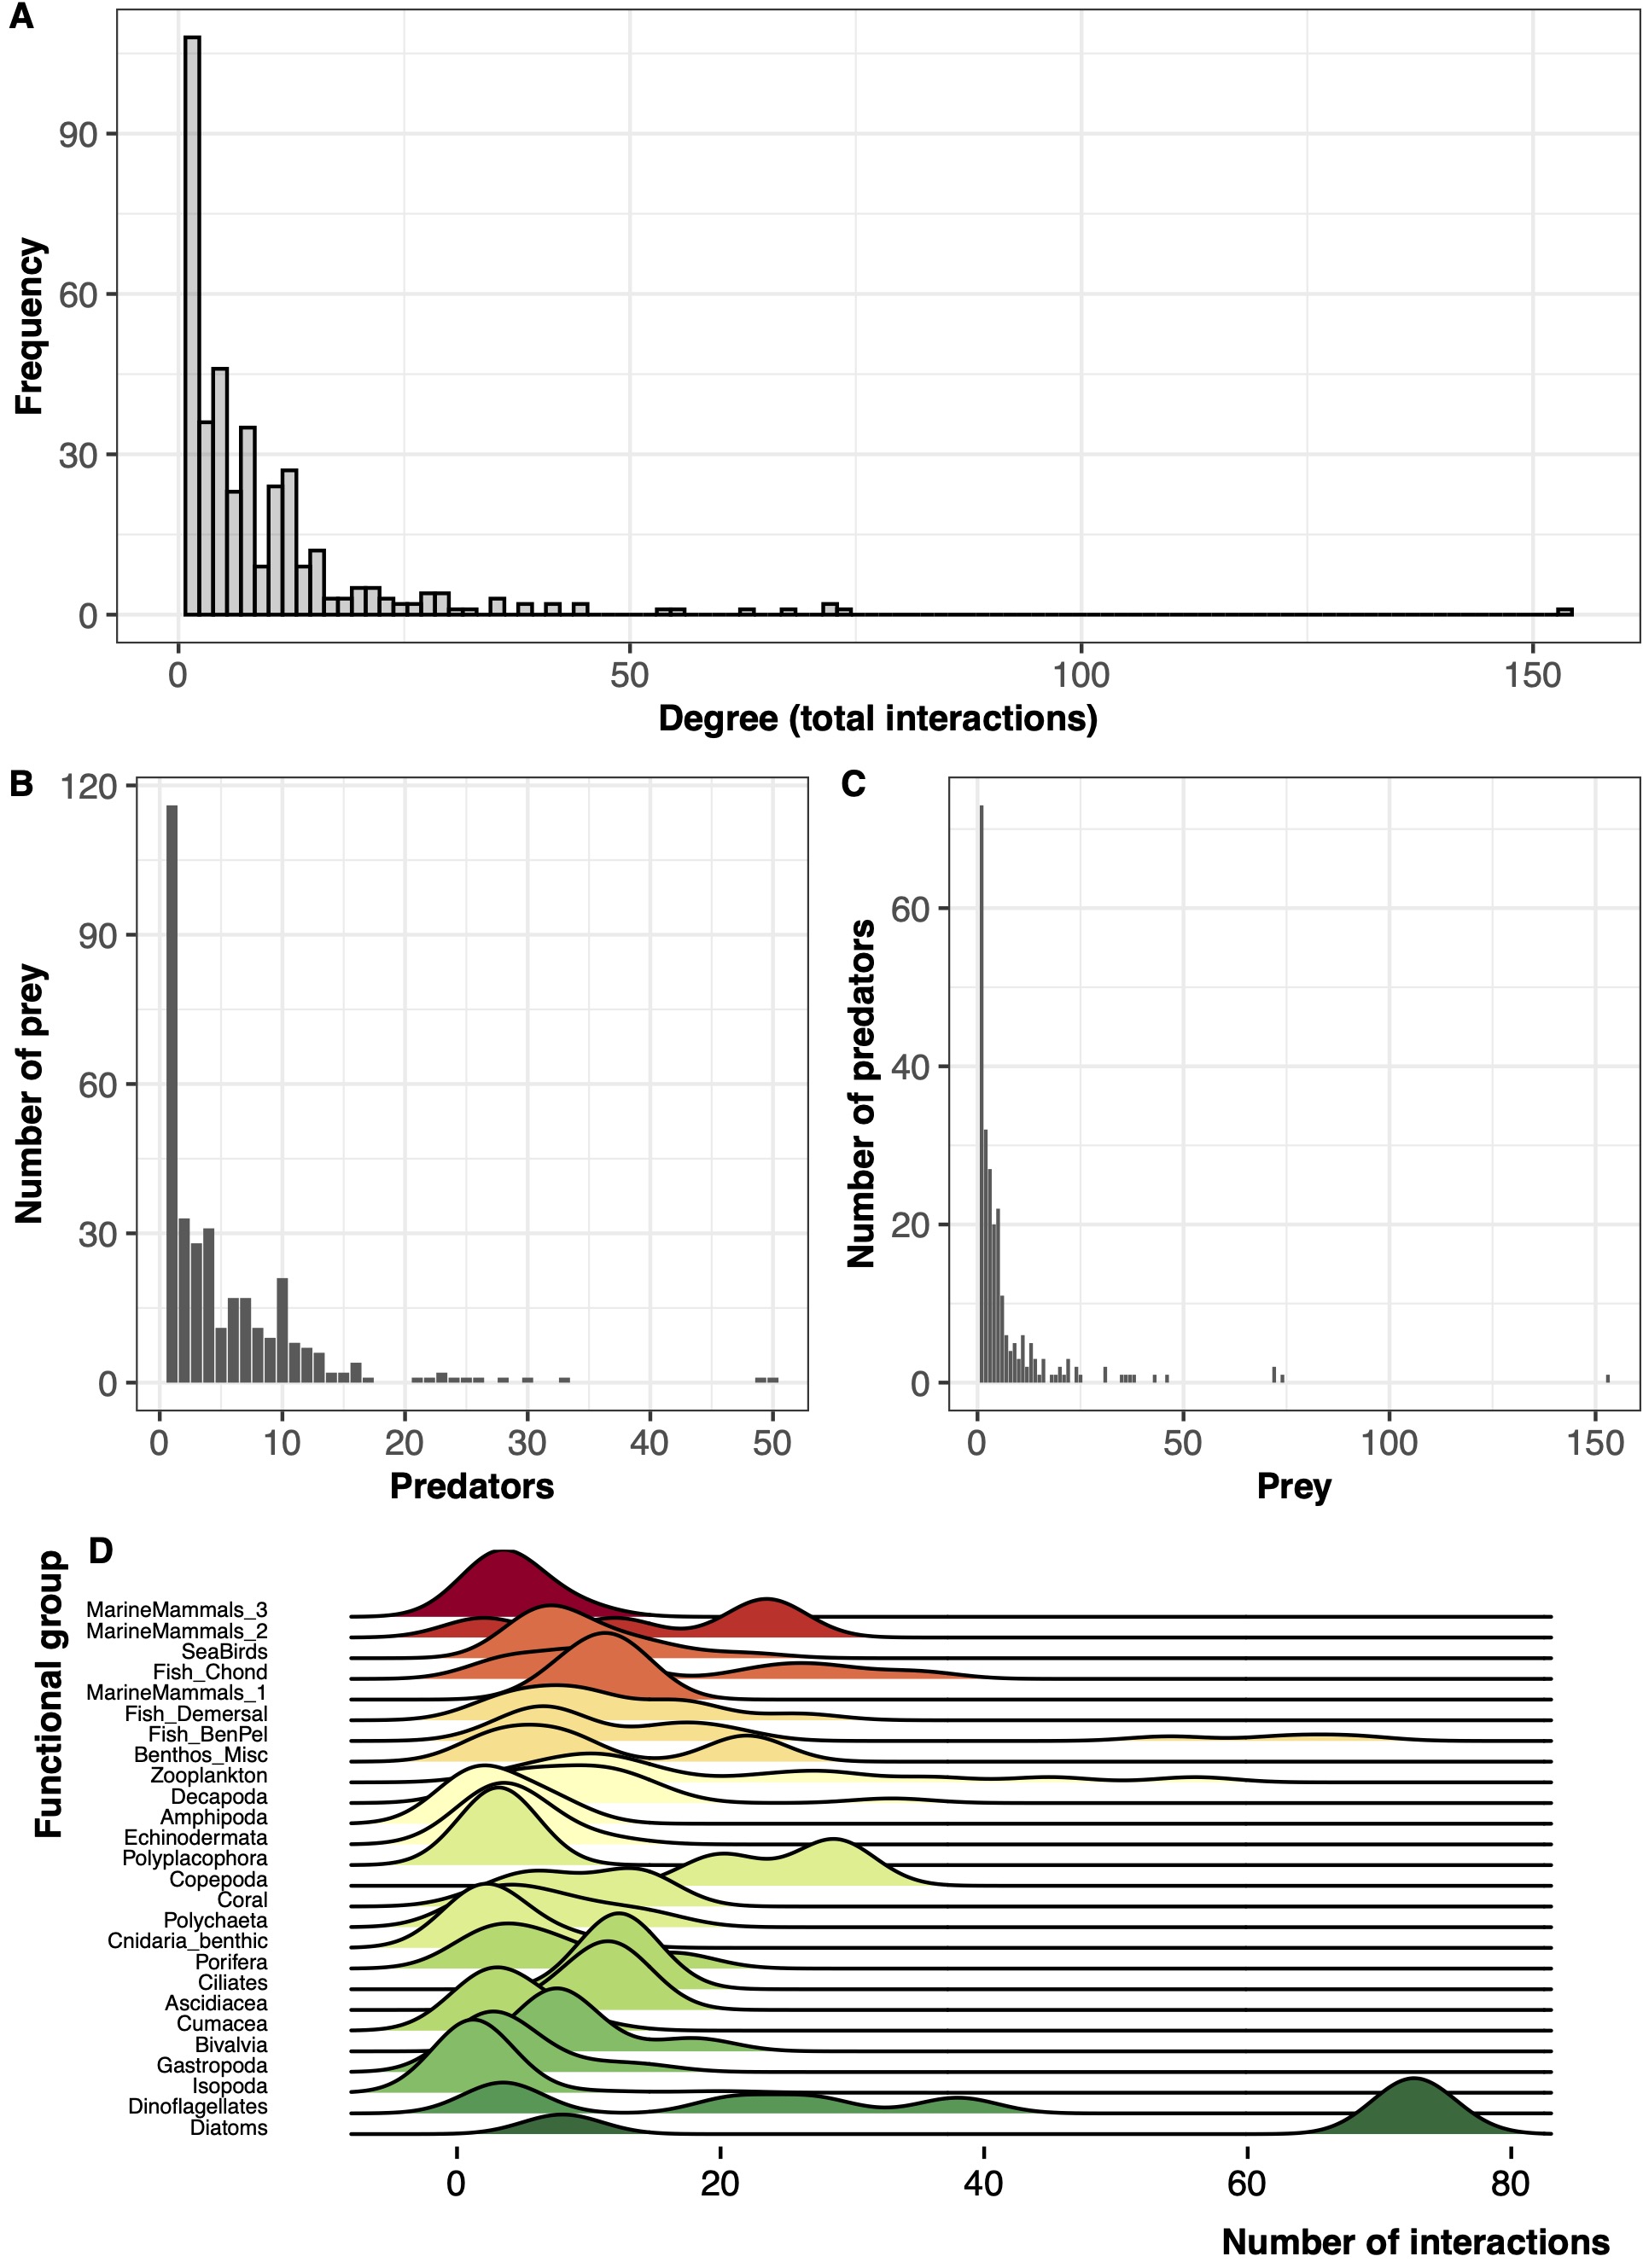 A
Frequency
90
60
30
0
0 50 100 150
Degree (total interactions)
B
Number of prey
120
90
60
30
0
0 10 20 30 40 50
Predators
C
Number of predators
60
40
20
0
0 50 100 150
Prey
D
Functional group
MarineMammals_3
MarineMammals_2
SeaBirds
Fish_Chond
MarineMammals_1
Fish_Demersal
Fish_BenPel
Benthos_Misc
Zooplankton
Decapoda
Amphipoda
Echinodermata
Polyplacophora
Copepoda
Coral
Polychaeta
Cnidaria_benthic
Porifera
Ciliates
Ascidiacea
Cumacea
Bivalvia
Gastropoda
Isopoda
Dinoflagellates
Diatoms
0 20 40 60 80
Number of interactions